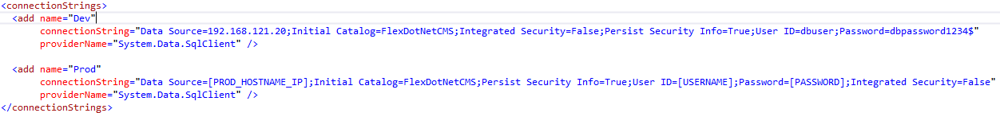 <connectionStrings>
<add name="Dev"
connectionString="Data Source=192.168.121.20;Initial Catalog=FlexDotNetCMS;Integrated Security=False;Persist Security Info=True;User ID=dbuser;Password=dbpassword1234$"
providerName="System.Data.SqlClient" />
<add name="Prod"
connectionString="Data Source=[PROD_HOSTNAME_IP];Initial Catalog=FlexDotNetCMS;Persist Security Info=True;User ID=[USERNAME];Password=[PASSWORD];Integrated Security=False"
providerName="System.Data.SqlClient" />
</connectionStrings>